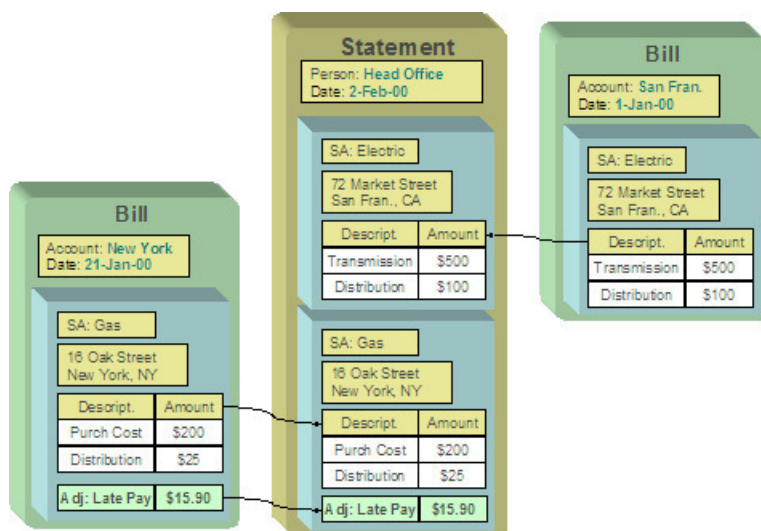 Statement
Person: Head Office
Date: 2-Feb-00
SA: Electric
72 Market Street
San Fran., CA
Descript. Amount
Transmission $500
Distribution $100
SA: Gas
16 Oak Street
New York, NY
Descript. Amount
Purch Cost $200
Distribution $25
Adj: Late Pay $15.90
Bill
Account: San Fran.
Date: 1-Jan-00
SA: Electric
72 Market Street
San Fran., CA
Descript. Amount
Transmission $500
Distribution $100
Bill
Account: New York
Date: 21-Jan-00
SA: Gas
16 Oak Street
New York, NY
Descript. Amount
Purch Cost $200
Distribution $25
Adj: Late Pay $15.90